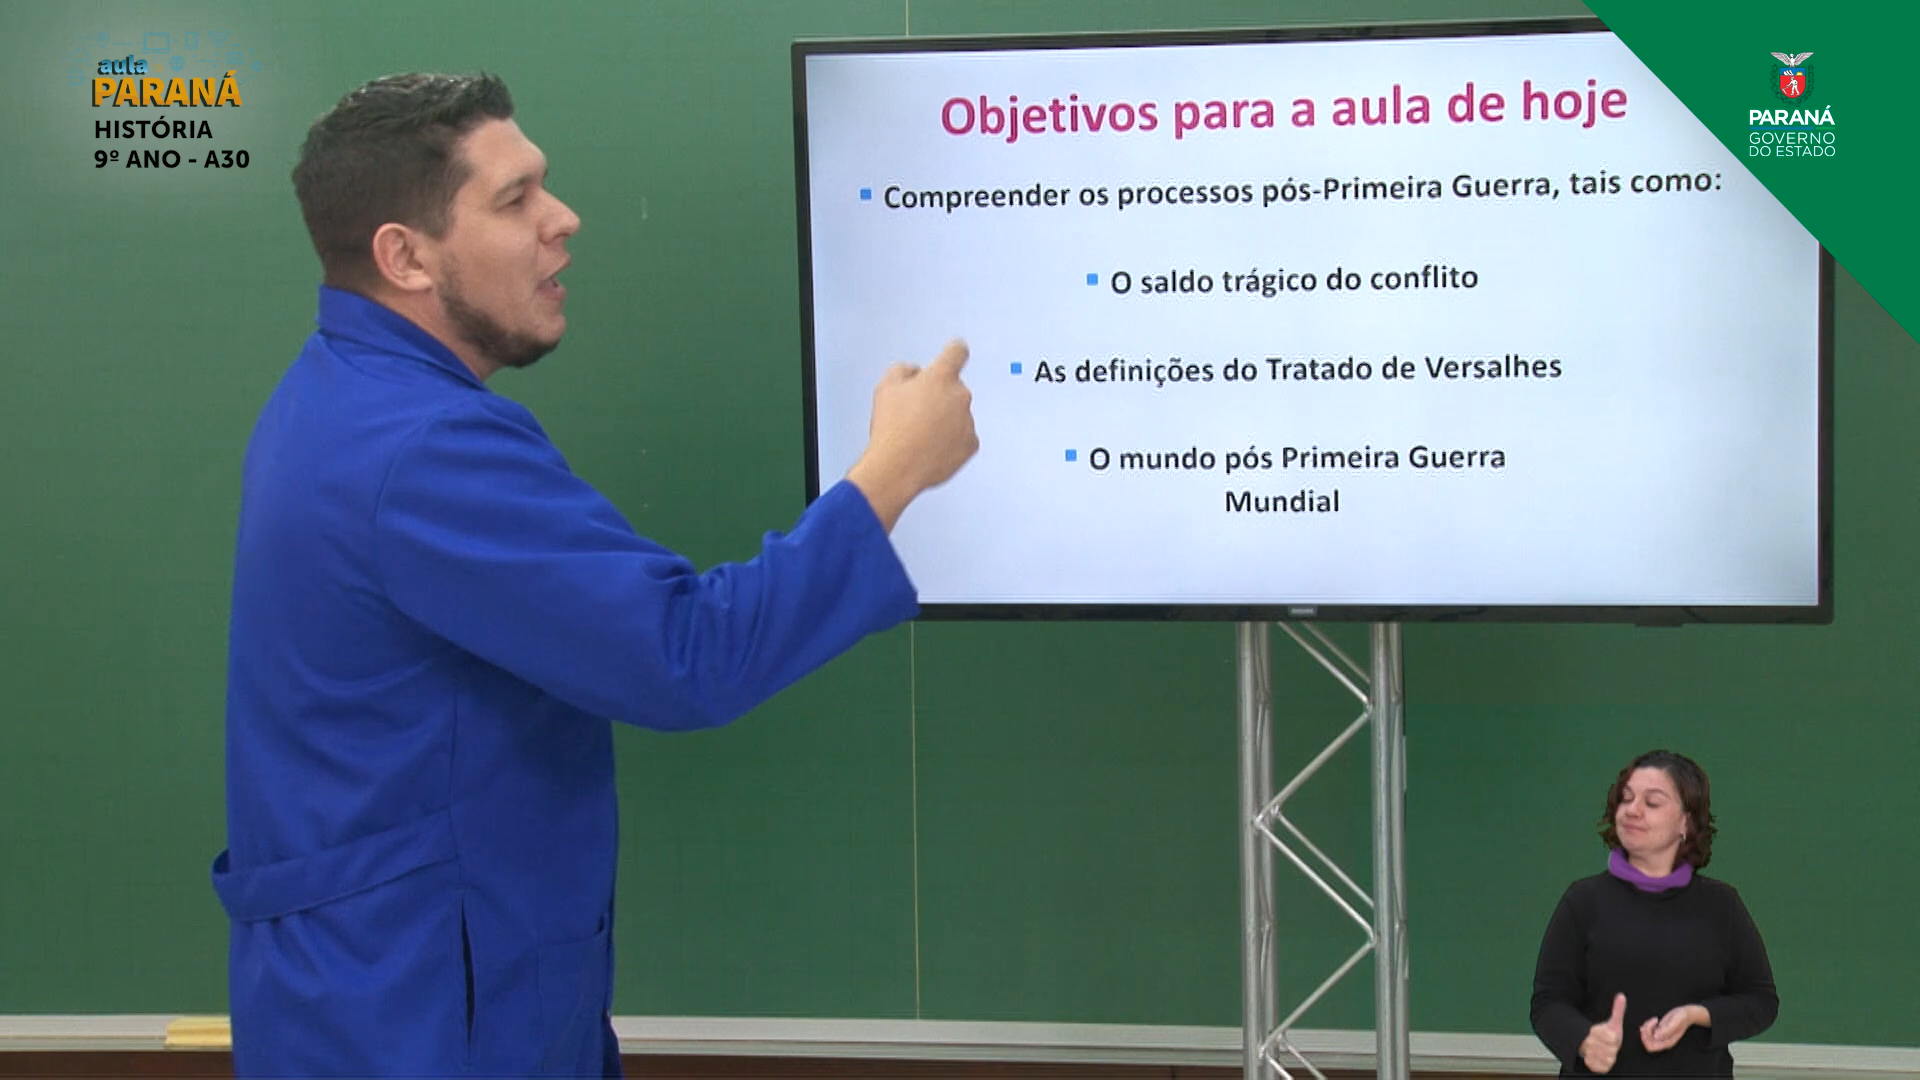 aula
PARANÁ
HISTÓRIA
9º ANO - A30
Objetivos para a aula de hoje
Compreender os processos pós-Primeira Guerra, tais como:
O saldo trágico do conflito
As definições do Tratado de Versalhes
O mundo pós Primeira Guerra
Mundial
PARANÁ
GOVERNO
DO ESTADO